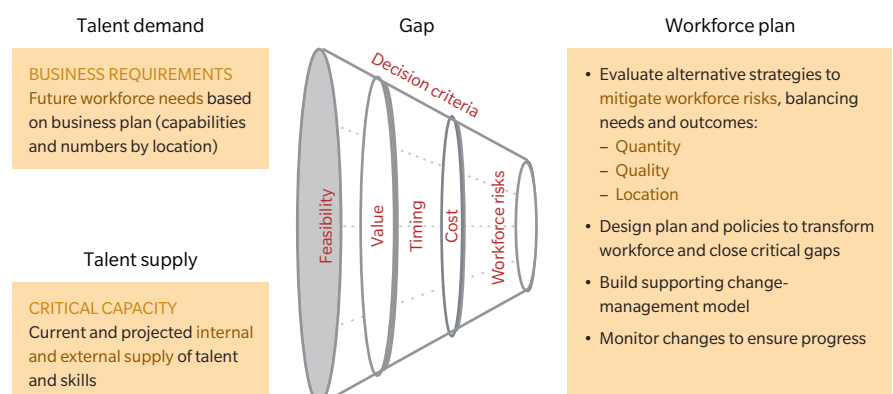 Talent demand
BUSINESS REQUIREMENTS
Future workforce needs based
on business plan (capabilities
and numbers by location)
Talent supply
CRITICAL CAPACITY
Current and projected internal
and external supply of talent
and skills
Gap
Decision criteria
Feasibility
Value
Timing
Cost
Workforce risks
Workforce plan
• Evaluate alternative strategies to
mitigate workforce risks, balancing
needs and outcomes:
– Quantity
– Quality
– Location
• Design plan and policies to transform
workforce and close critical gaps
• Build supporting change-
management model
• Monitor changes to ensure progress